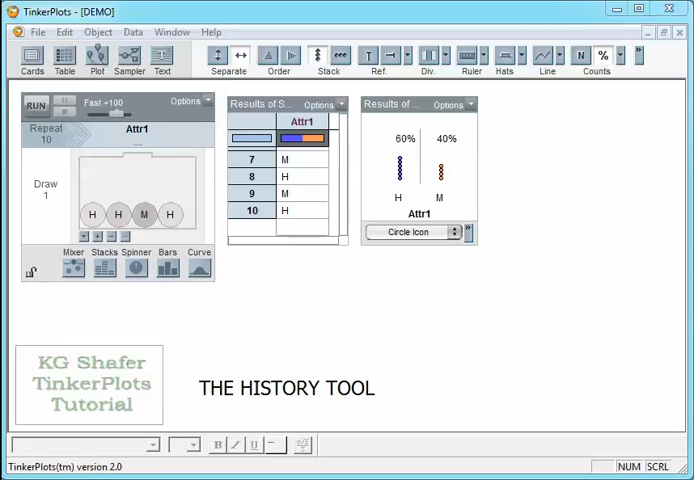 TinkerPlots - [DEMO]
File Edit Object Data Window Help
Cards Table Plot Sampler Text Separate Order Stack Ref. Div. Ruler Hats Line N % Counts
RUN Fast +100 Options
Repeat 10 Attr1
Draw 1
H H M H
Mixer Stacks Spinner Bars Curve
Results of S... Options
Attr1
7 M
8 H
9 M
10 H
Results of ... Options
60% 40%
H M
Attr1
Circle Icon
KG Shafer
TinkerPlots
Tutorial
THE HISTORY TOOL
B I U
TinkerPlots(tm) version 2.0 NUM SCRL